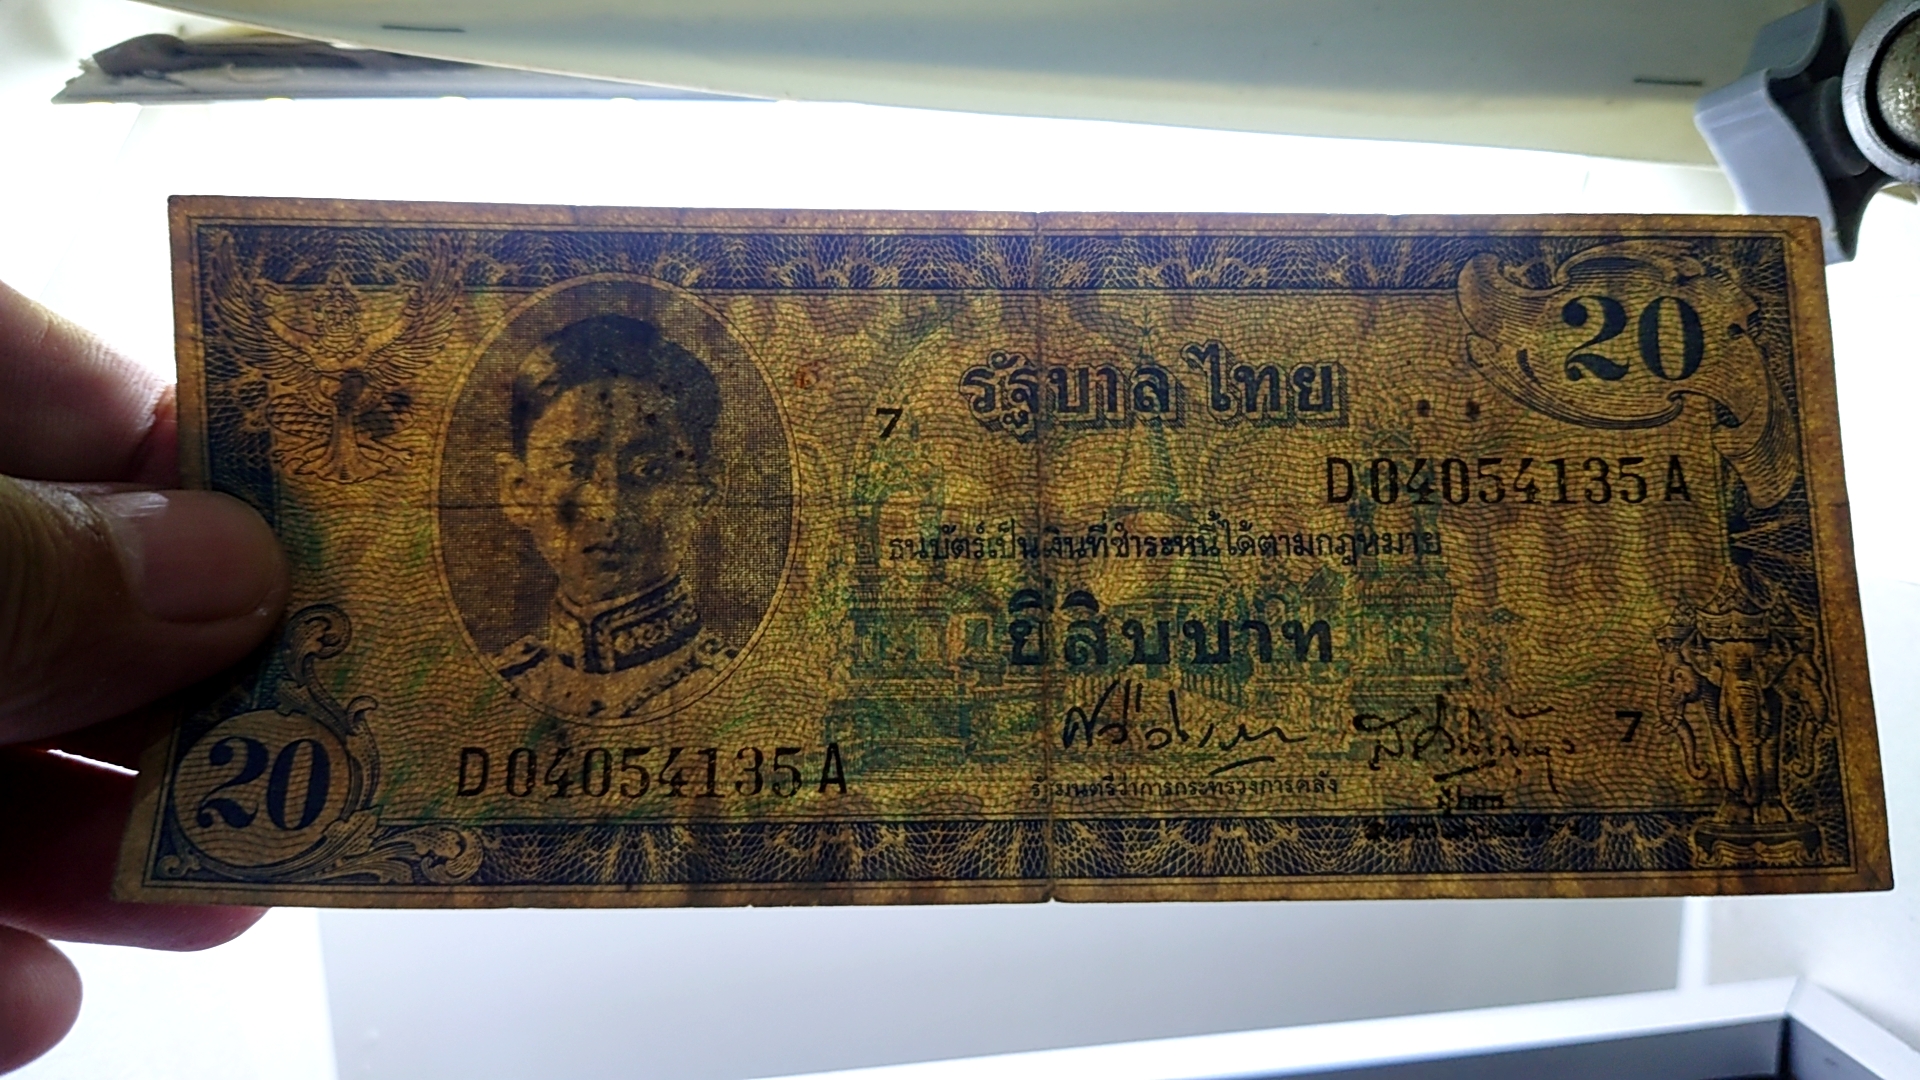 20
รัฐบาลไทย
7
D04054135A
ธนบัตร์เป็นเงินที่ชำระหนี้ได้ตามกฎหมาย
ยี่สิบบาท
7
20
D04054135A
รัฐมนตรีว่าการกระทรวงการคลัง